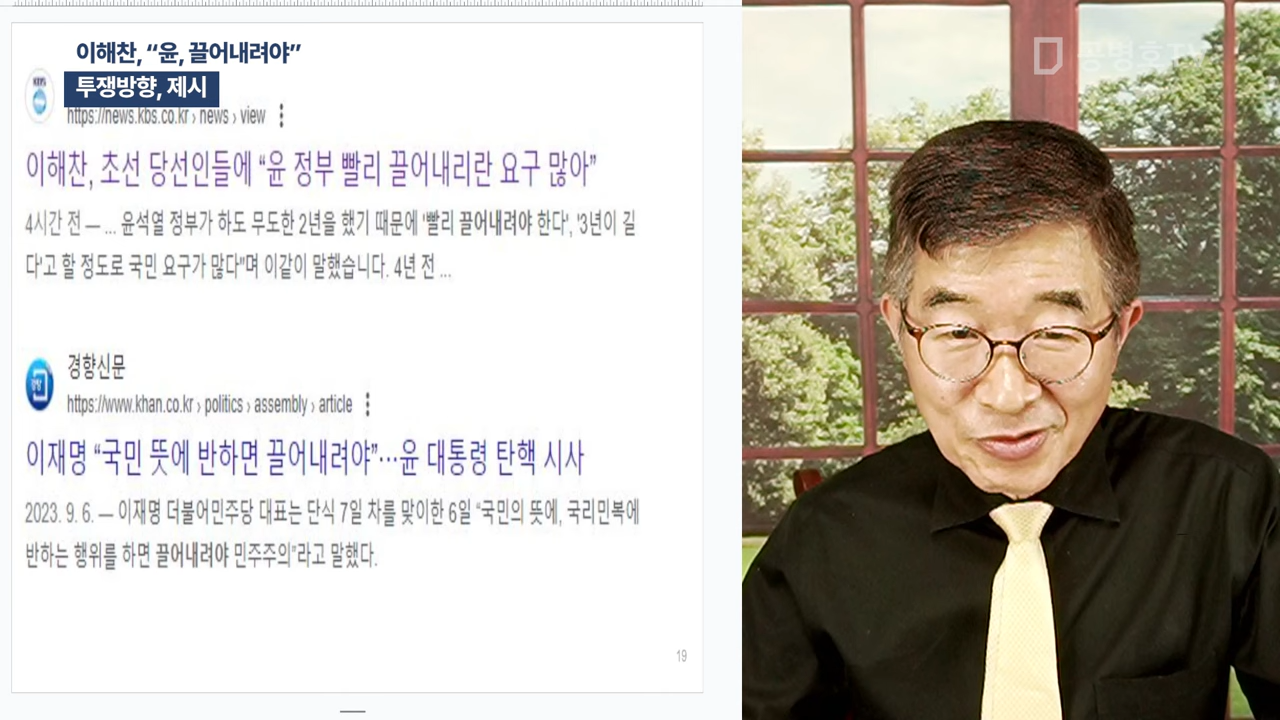 이해찬, “윤, 끌어내려야”
투쟁방향, 제시
KBS
https://news.kbs.co.kr › news › view
이해찬, 초선 당선인들에 “윤 정부 빨리 끌어내리란 요구 많아”
4시간 전 — ... 윤석열 정부가 하도 무도한 2년을 했기 때문에 '빨리 끌어내려야 한다', '3년이 길
다'고 할 정도로 국민 요구가 많다"며 이같이 말했습니다. 4년 전 ...
경향신문
https://www.khan.co.kr › politics › assembly › article
이재명 “국민 뜻에 반하면 끌어내려야”…윤 대통령 탄핵 시사
2023. 9. 6. — 이재명 더불어민주당 대표는 단식 7일 차를 맞이한 6일 “국민의 뜻에, 국리민복에
반하는 행위를 하면 끌어내려야 민주주의”라고 말했다.
19
공병호TV